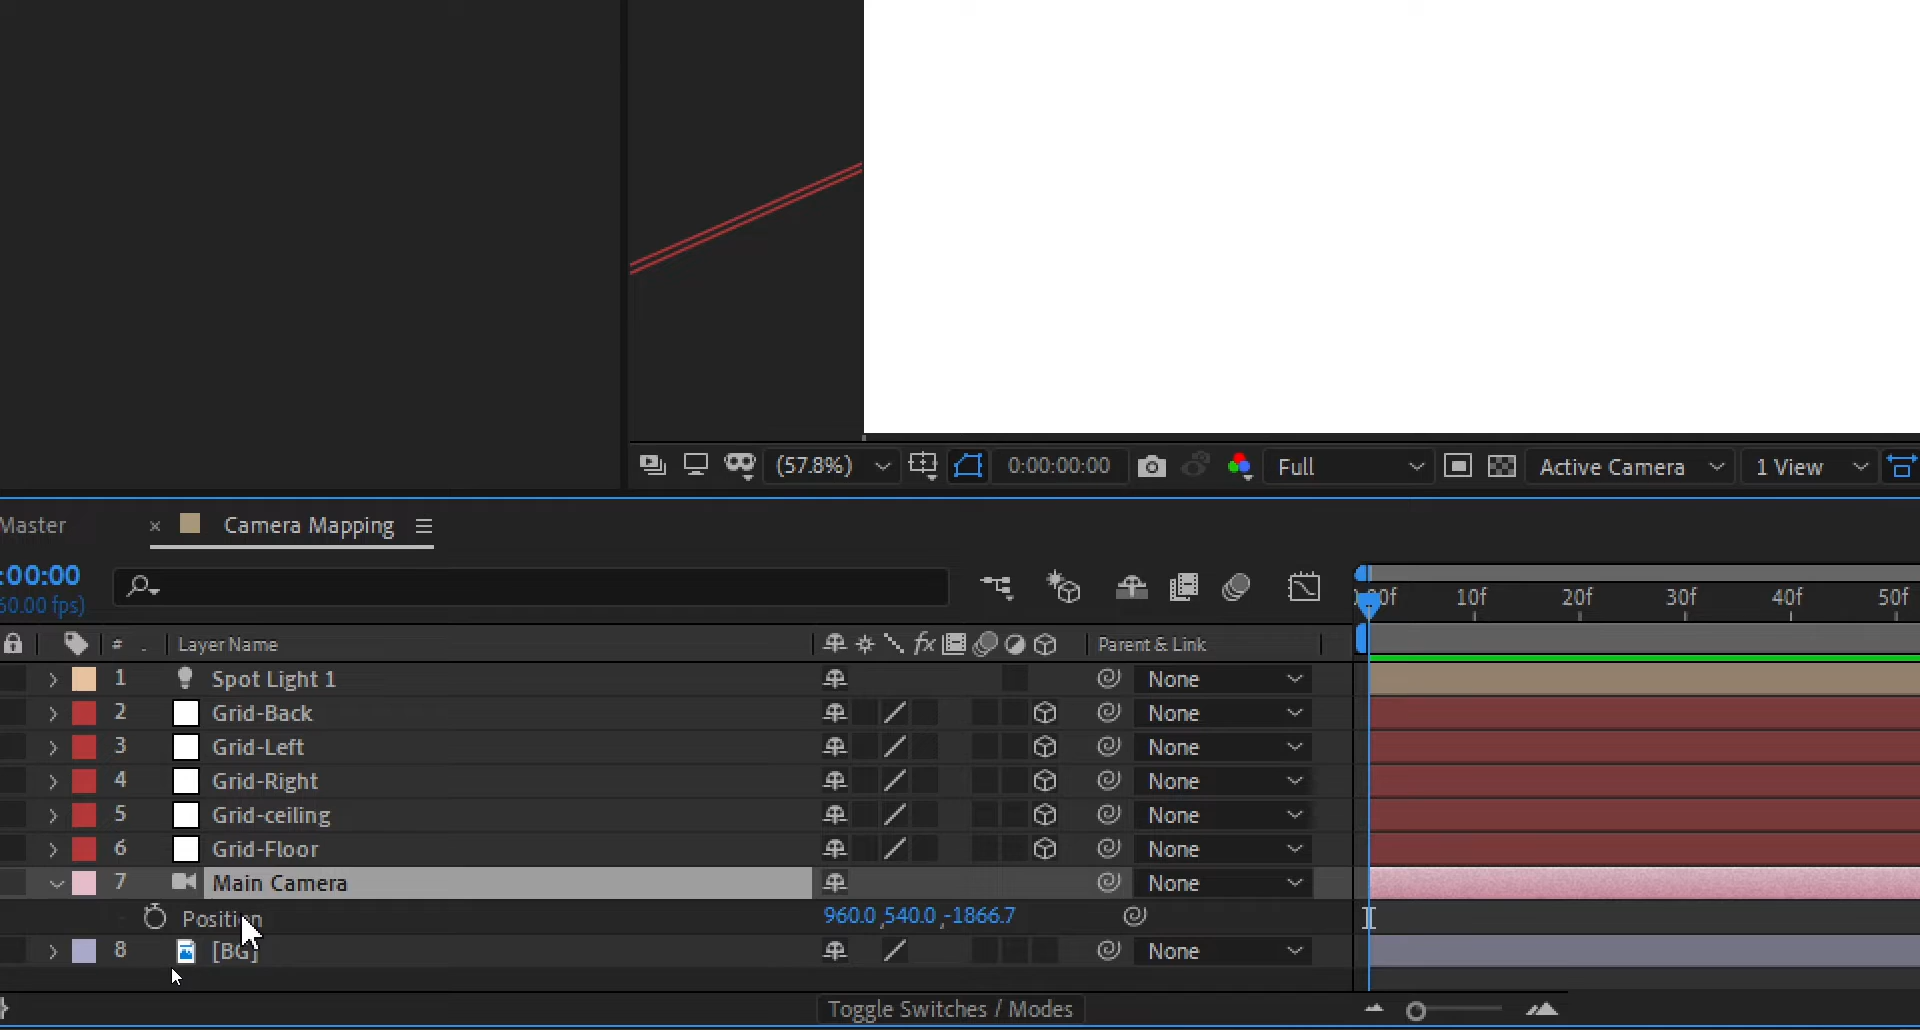 (57.8%) 0:00:00:00 Full Active Camera 1 View
Master × Camera Mapping
:00:00
60.00 fps)
10f 20f 30f 40f 50f
# . Layer Name fx Parent & Link
1 Spot Light 1 None
2 Grid-Back None
3 Grid-Left None
4 Grid-Right None
5 Grid-ceiling None
6 Grid-Floor None
7 Main Camera None
Position 960.0 ,540.0 ,-1866.7
8 [BG] None
Toggle Switches / Modes